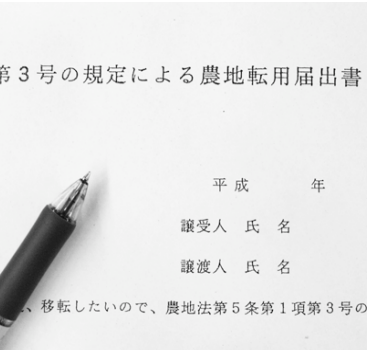 第３号の規定による農地転用届出書
平成　　年
譲受人　氏　名
譲渡人　氏　名
、移転したいので、農地法第５条第１項第３号の